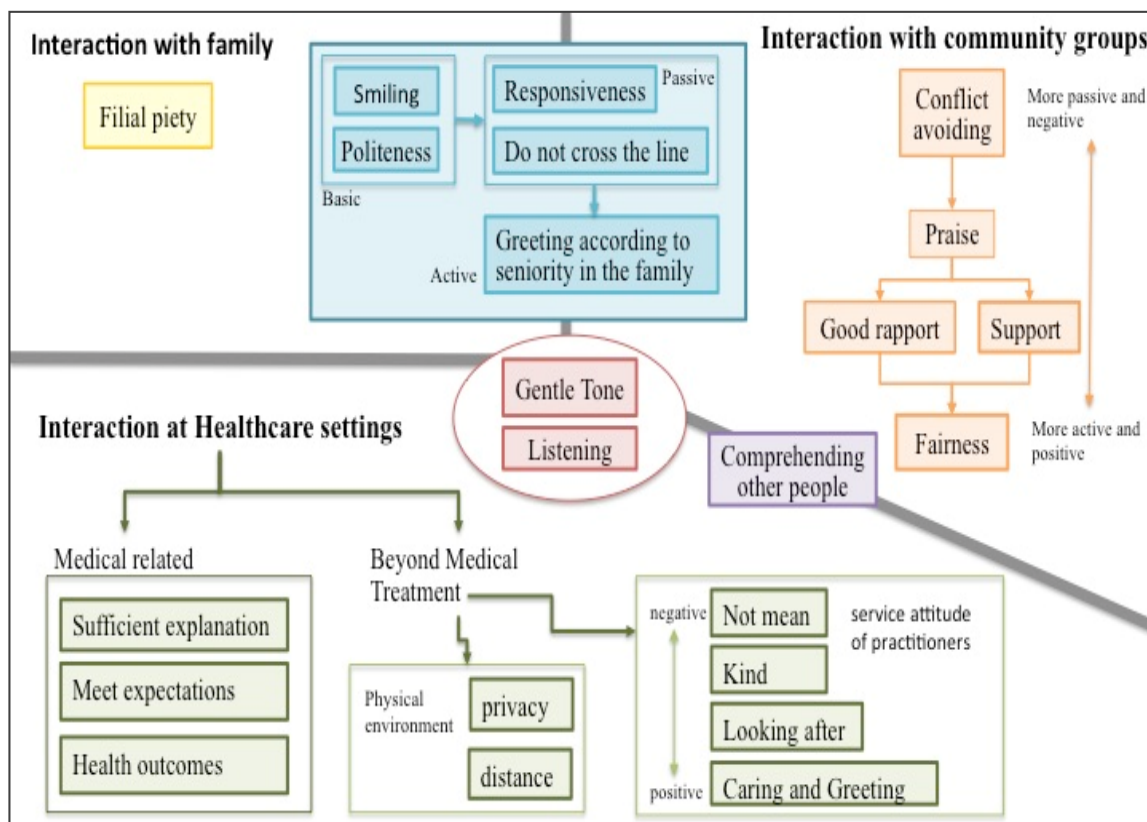 Interaction with family
Filial piety
Smiling
Politeness
Basic
Responsiveness
Passive
Do not cross the line
Active
Greeting according to
seniority in the family
Interaction with community groups
Conflict
avoiding
More passive and
negative
Praise
Good rapport
Support
Fairness
More active and
positive
Gentle Tone
Listening
Comprehending
other people
Interaction at Healthcare settings
Medical related
Sufficient explanation
Meet expectations
Health outcomes
Beyond Medical
Treatment
Physical
environment
privacy
distance
negative
Not mean
service attitude
of practitioners
Kind
Looking after
positive
Caring and Greeting